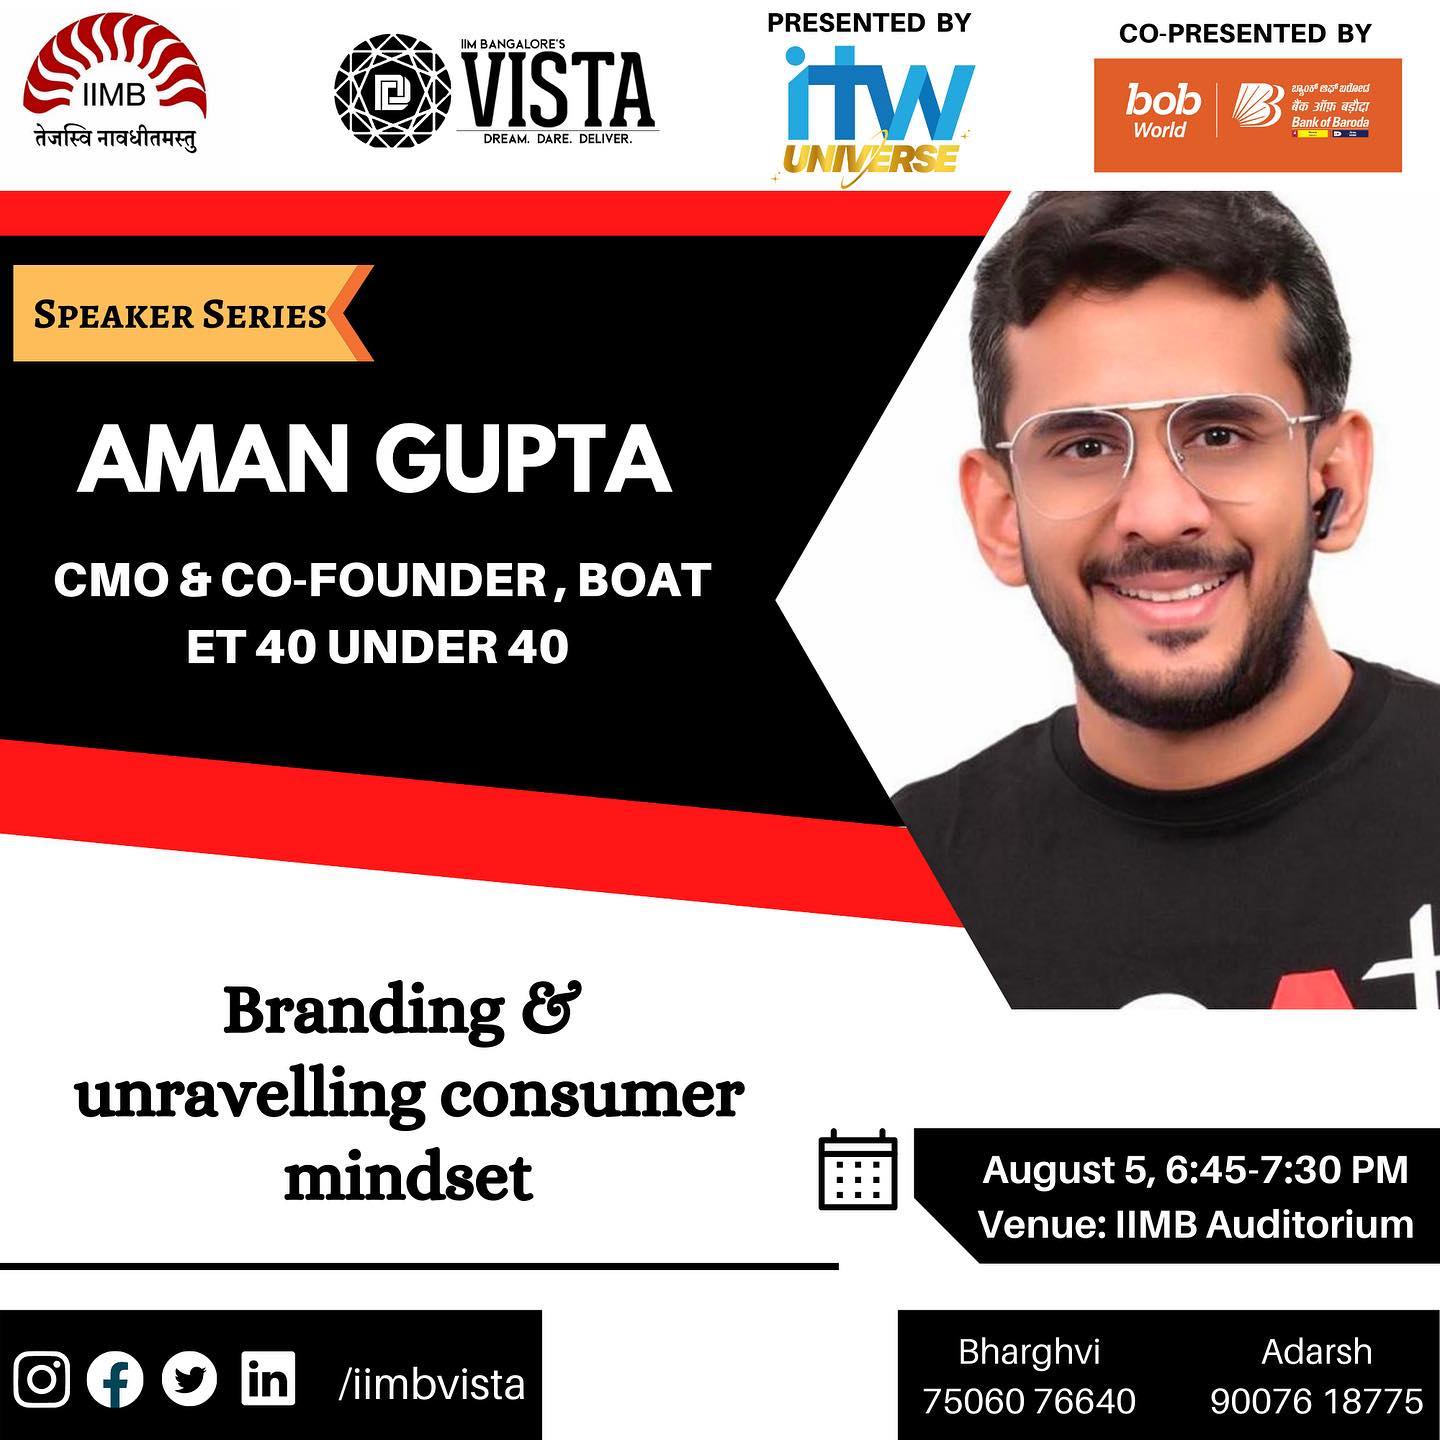 IIMB
तेजस्वि नावधीतमस्तु
IIM BANGALORE'S
VISTA
DREAM. DARE. DELIVER.
PRESENTED BY
itw
UNIVERSE
CO-PRESENTED BY
bob
World
ಬ್ಯಾಂಕ್ ಆಫ್ ಬರೋಡ
बैंक ऑफ़ बड़ौदा
Bank of Baroda
SPEAKER SERIES
AMAN GUPTA
CMO & CO-FOUNDER , BOAT
ET 40 UNDER 40
Branding &
unravelling consumer
mindset
August 5, 6:45-7:30 PM
Venue: IIMB Auditorium
/iimbvista
Bharghvi
75060 76640
Adarsh
90076 18775